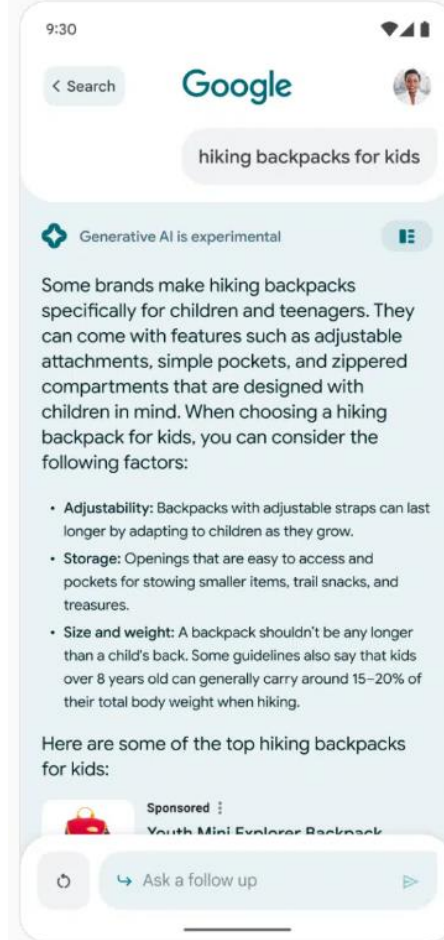 9:30
< Search
Google
hiking backpacks for kids
Generative AI is experimental
Some brands make hiking backpacks
specifically for children and teenagers. They
can come with features such as adjustable
attachments, simple pockets, and zippered
compartments that are designed with
children in mind. When choosing a hiking
backpack for kids, you can consider the
following factors:
• Adjustability: Backpacks with adjustable straps can last
longer by adapting to children as they grow.
• Storage: Openings that are easy to access and
pockets for stowing smaller items, trail snacks, and
treasures.
• Size and weight: A backpack shouldn't be any longer
than a child's back. Some guidelines also say that kids
over 8 years old can generally carry around 15–20% of
their total body weight when hiking.
Here are some of the top hiking backpacks
for kids:
Sponsored
Youth Mini Explorer Backpack
Ask a follow up